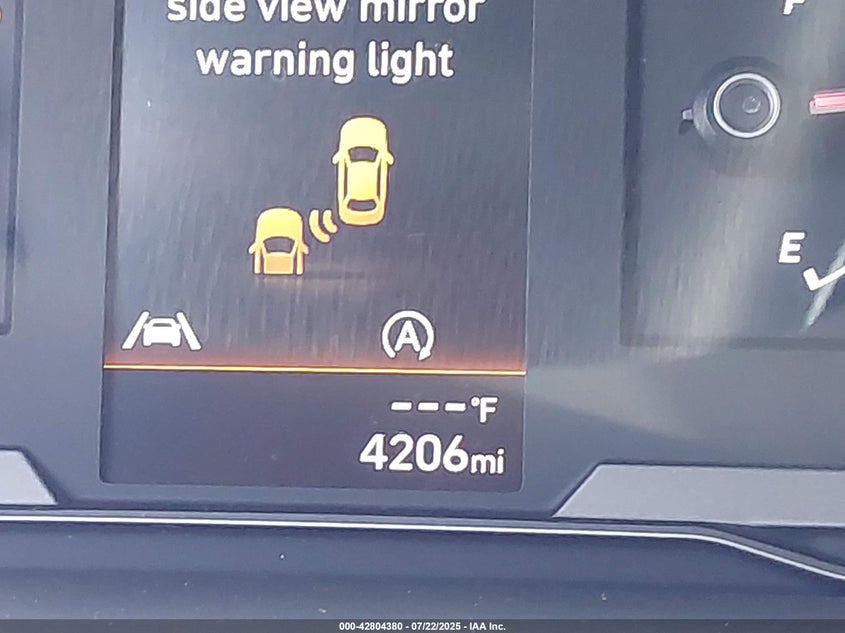 side view mirror
warning light
F
E
A
---°F
4206mi
000-42804380 - 07/22/2025 - IAA Inc.